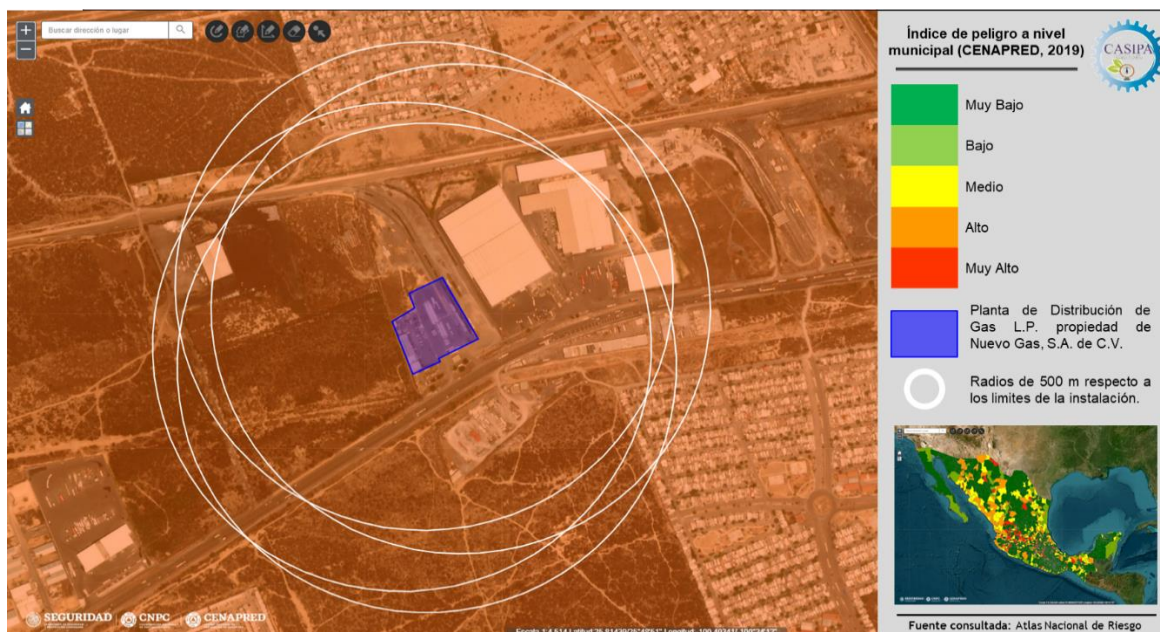 Buscar dirección o lugar
Índice de peligro a nivel
municipal (CENAPRED, 2019)
CASIPA
Muy Bajo
Bajo
Medio
Alto
Muy Alto
Planta de Distribución de
Gas L.P. propiedad de
Nuevo Gas, S.A. de C.V.
Radios de 500 m respecto a
los limites de la instalación.
SEGURIDAD
CNPC
CENAPRED
Fuente consultada: Atlas Nacional de Riesgo